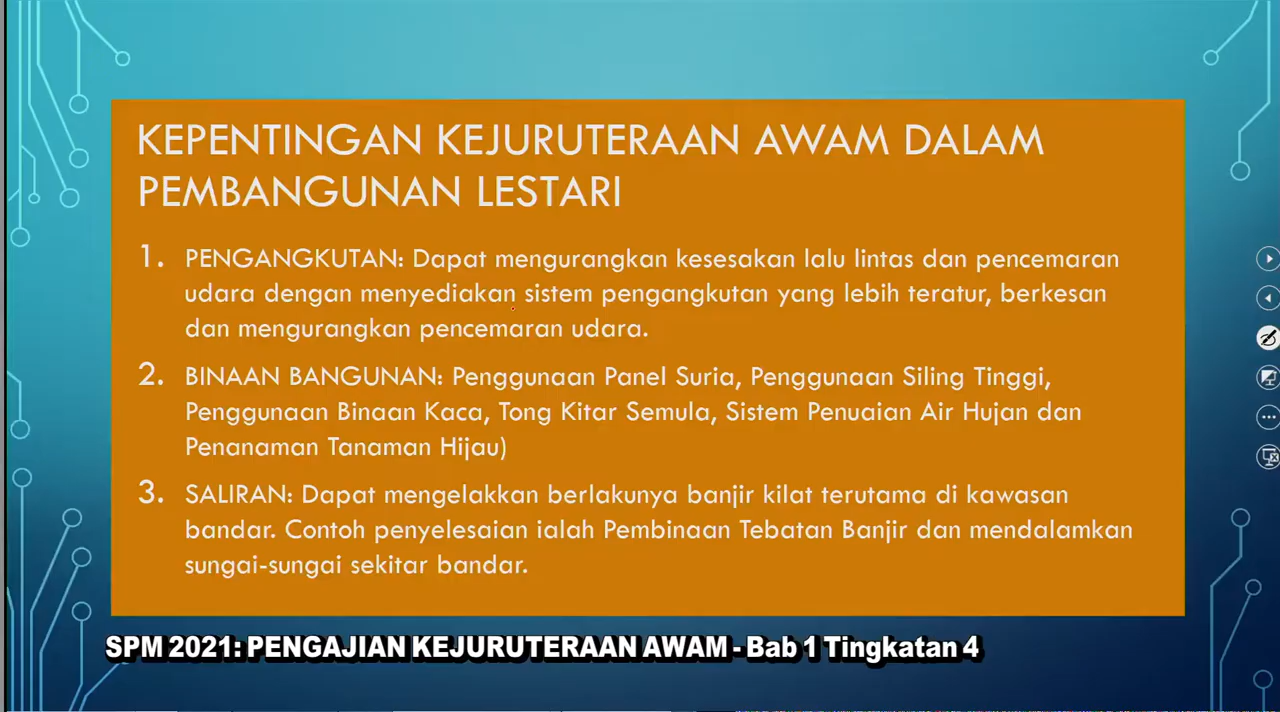 KEPENTINGAN KEJURUTERAAN AWAM DALAM
PEMBANGUNAN LESTARI
1. PENGANGKUTAN: Dapat mengurangkan kesesakan lalu lintas dan pencemaran
udara dengan menyediakan sistem pengangkutan yang lebih teratur, berkesan
dan mengurangkan pencemaran udara.
2. BINAAN BANGUNAN: Penggunaan Panel Suria, Penggunaan Siling Tinggi,
Penggunaan Binaan Kaca, Tong Kitar Semula, Sistem Penuaian Air Hujan dan
Penanaman Tanaman Hijau)
3. SALIRAN: Dapat mengelakkan berlakunya banjir kilat terutama di kawasan
bandar. Contoh penyelesaian ialah Pembinaan Tebatan Banjir dan mendalamkan
sungai-sungai sekitar bandar.
SPM 2021: PENGAJIAN KEJURUTERAAN AWAM - Bab 1 Tingkatan 4